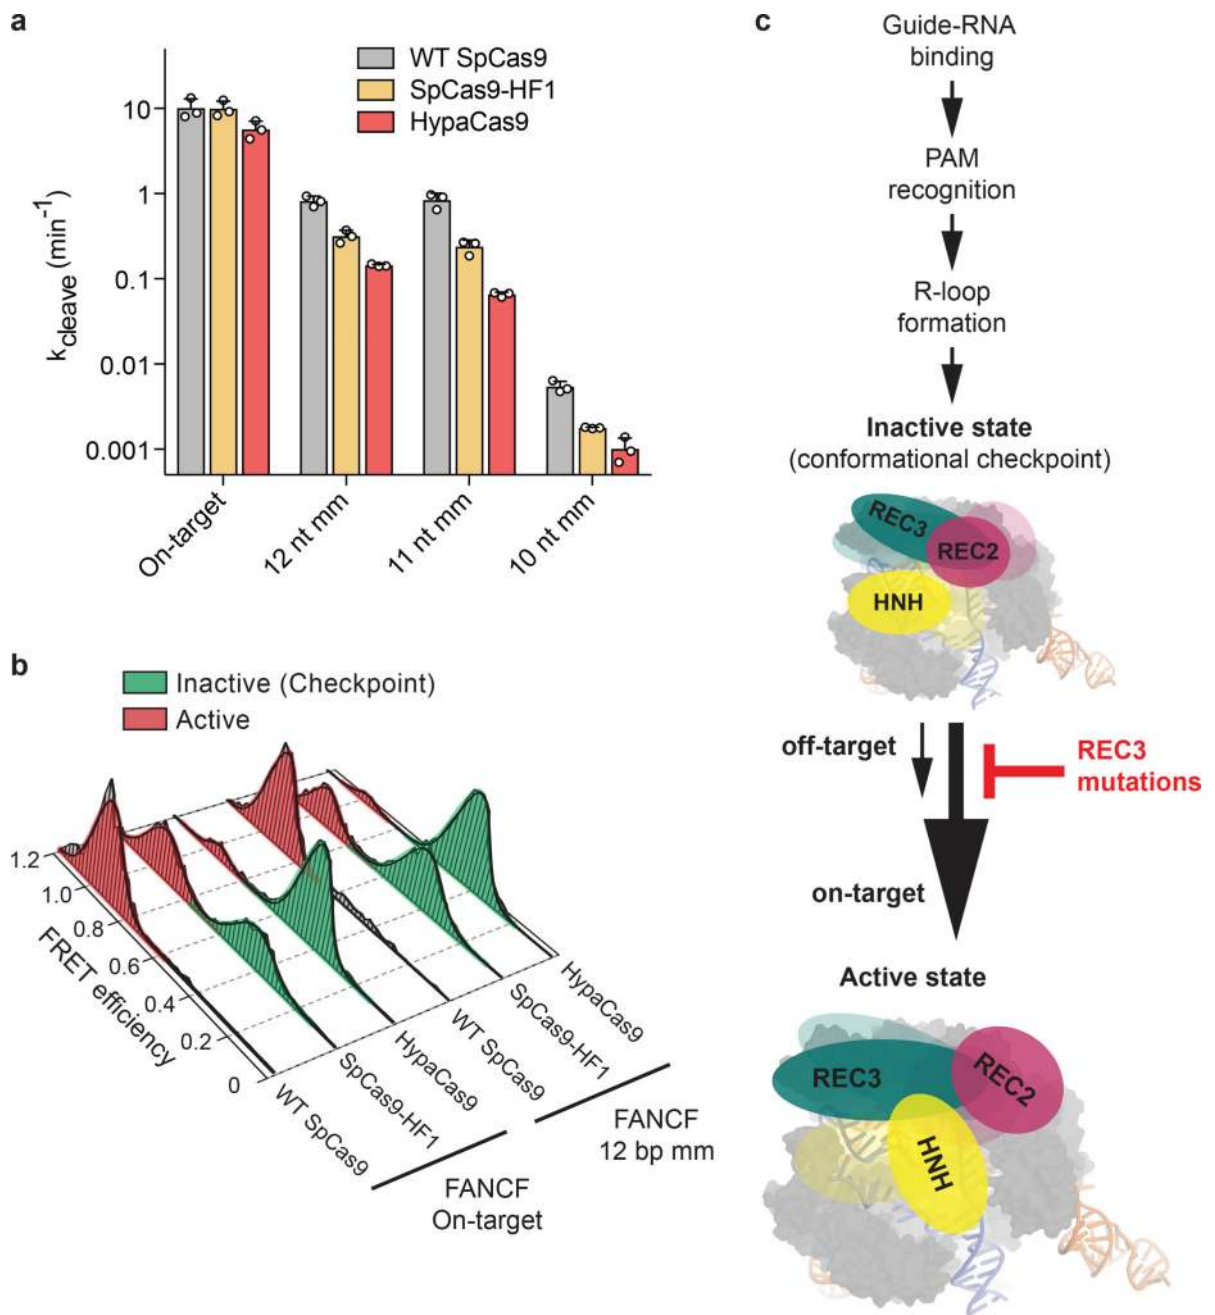 a
WT SpCas9
SpCas9-HF1
HypaCas9
10
1
0.1
0.01
0.001
kcleave (min-1)
On-target
12 nt mm
11 nt mm
10 nt mm
b
Inactive (Checkpoint)
Active
1.2
1.0
0.8
0.6
0.4
0.2
0
FRET efficiency
WT SpCas9
SpCas9-HF1
HypaCas9
WT SpCas9
SpCas9-HF1
HypaCas9
FANCF
On-target
FANCF
12 bp mm
c
Guide-RNA
binding
PAM
recognition
R-loop
formation
Inactive state
(conformational checkpoint)
REC3
REC2
HNH
off-target
REC3
mutations
on-target
Active state
REC3
REC2
HNH